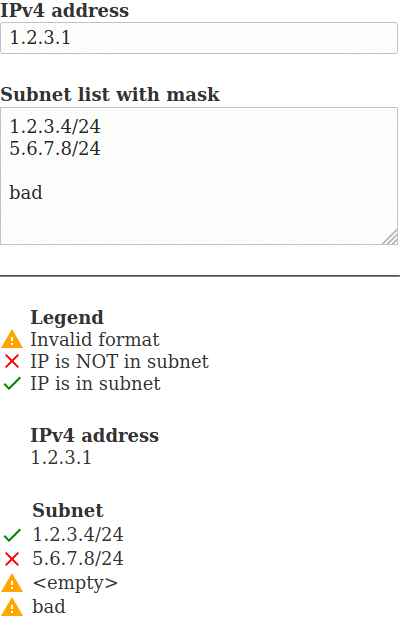 IPv4 address
1.2.3.1
Subnet list with mask
1.2.3.4/24
5.6.7.8/24
bad
Legend
Invalid format
IP is NOT in subnet
IP is in subnet
IPv4 address
1.2.3.1
Subnet
1.2.3.4/24
5.6.7.8/24
<empty>
bad